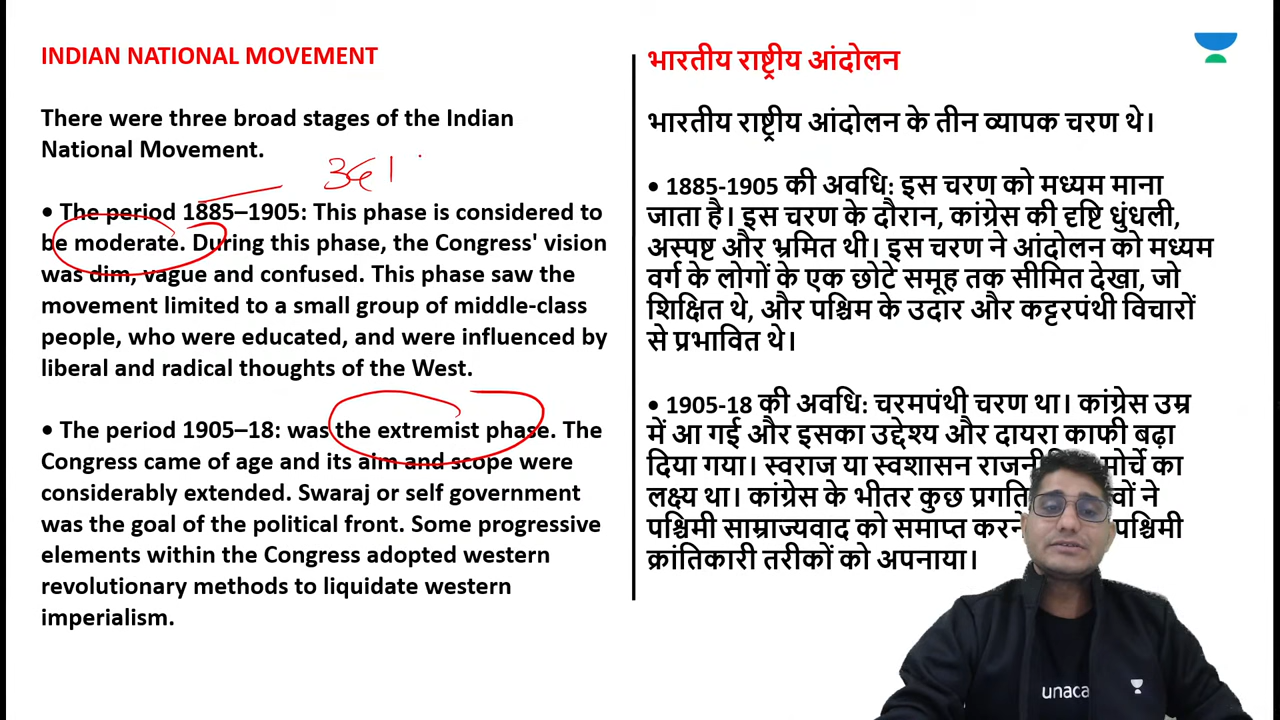 INDIAN NATIONAL MOVEMENT
There were three broad stages of the Indian
National Movement.
• The period 1885–1905: This phase is considered to
be moderate. During this phase, the Congress' vision
was dim, vague and confused. This phase saw the
movement limited to a small group of middle-class
people, who were educated, and were influenced by
liberal and radical thoughts of the West.
• The period 1905–18: was the extremist phase. The
Congress came of age and its aim and scope were
considerably extended. Swaraj or self government
was the goal of the political front. Some progressive
elements within the Congress adopted western
revolutionary methods to liquidate western
imperialism.
भारतीय राष्ट्रीय आंदोलन
भारतीय राष्ट्रीय आंदोलन के तीन व्यापक चरण थे।
• 1885-1905 की अवधि: इस चरण को मध्यम माना
जाता है। इस चरण के दौरान, कांग्रेस की दृष्टि धुंधली,
अस्पष्ट और भ्रमित थी। इस चरण ने आंदोलन को मध्यम
वर्ग के लोगों के एक छोटे समूह तक सीमित देखा, जो
शिक्षित थे, और पश्चिम के उदार और कट्टरपंथी विचारों
से प्रभावित थे।
• 1905-18 की अवधि: चरमपंथी चरण था। कांग्रेस उम्र
में आ गई और इसका उद्देश्य और दायरा काफी बढ़ा
दिया गया। स्वराज या स्वशासन मोर्चे का
लक्ष्य था। कांग्रेस के भीतर कुछ ने
पश्चिमी साम्राज्यवाद को समाप्त पश्चिमी
क्रांतिकारी तरीकों को अपनाया।
unaca